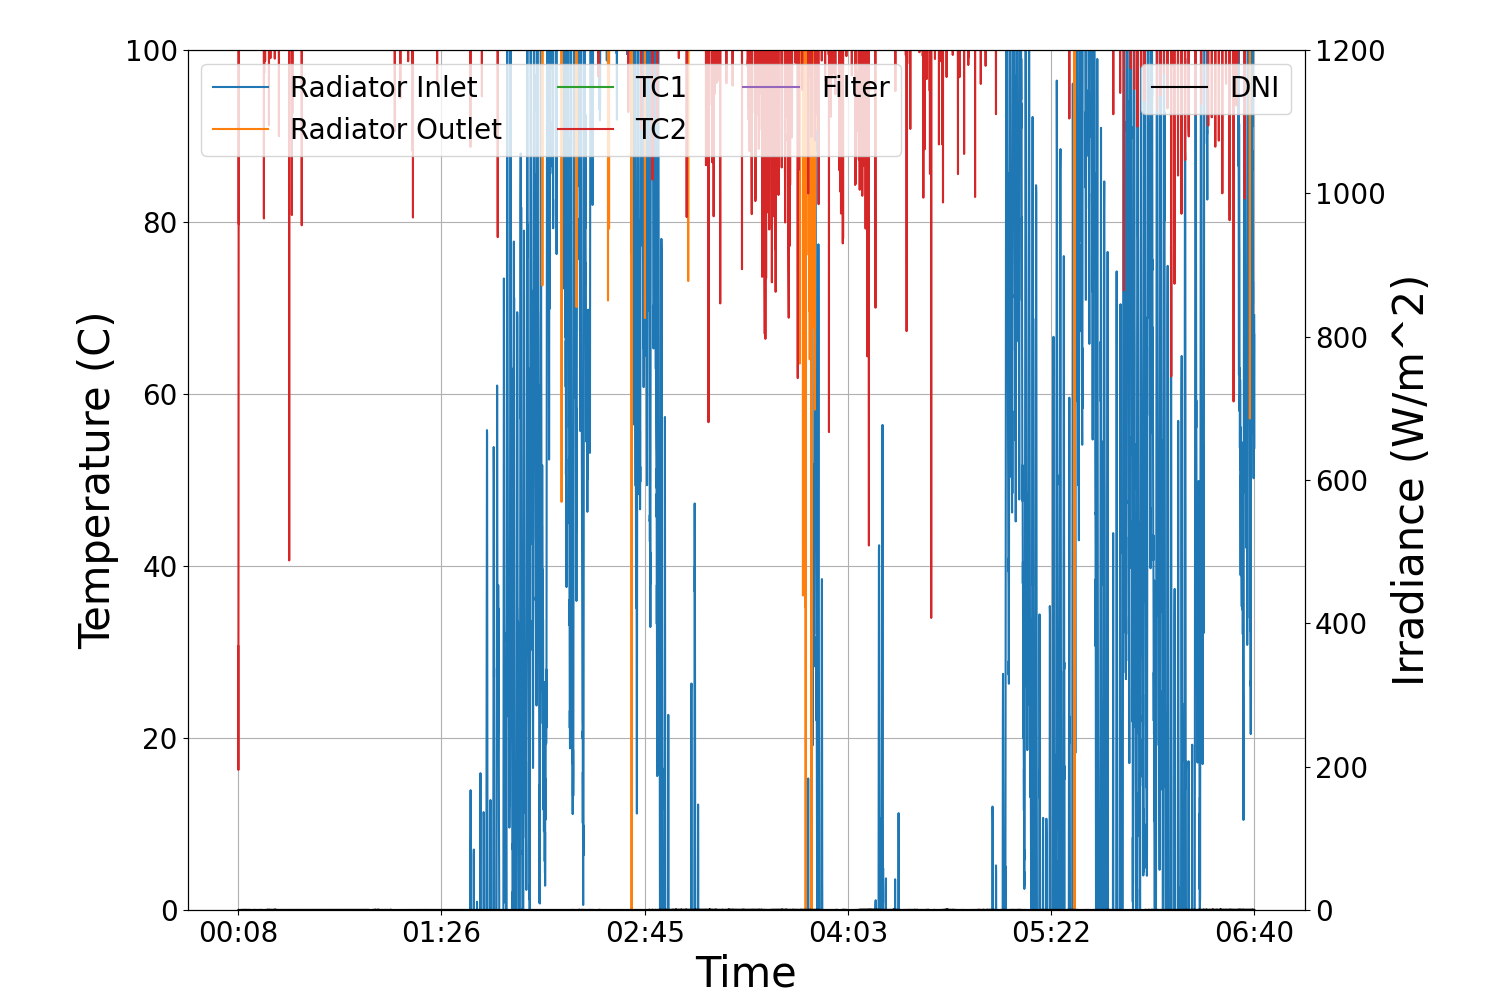 100
80
60
40
20
0
Temperature (C)
Radiator Inlet
Radiator Outlet
TC1
TC2
Filter
DNI
1200
1000
800
600
400
200
0
Irradiance (W/m^2)
00:08
01:26
02:45
04:03
05:22
06:40
Time